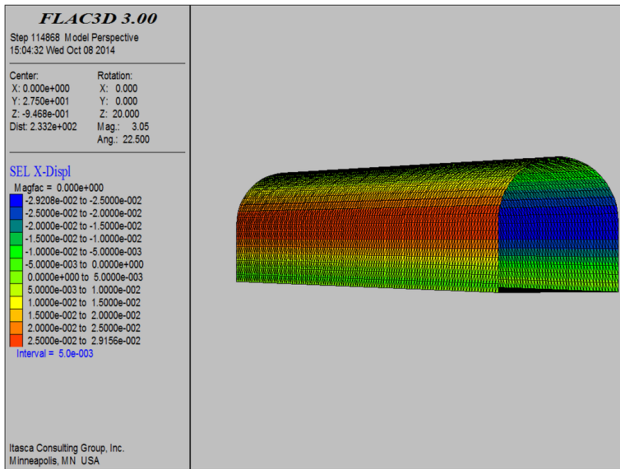 FLAC3D 3.00
Step 114868 Model Perspective
15:04:32 Wed Oct 08 2014
Center: Rotation:
X: 0.000e+000 X: 0.000
Y: 2.750e+001 Y: 0.000
Z: -9.468e-001 Z: 20.000
Dist: 2.332e+002 Mag.: 3.05
Ang.: 22.500
SEL X-Displ
Magfac = 0.000e+000
-2.9208e-002 to -2.5000e-002
-2.5000e-002 to -2.0000e-002
-2.0000e-002 to -1.5000e-002
-1.5000e-002 to -1.0000e-002
-1.0000e-002 to -5.0000e-003
-5.0000e-003 to 0.0000e+000
0.0000e+000 to 5.0000e-003
5.0000e-003 to 1.0000e-002
1.0000e-002 to 1.5000e-002
1.5000e-002 to 2.0000e-002
2.0000e-002 to 2.5000e-002
2.5000e-002 to 2.9156e-002
Interval = 5.0e-003
Itasca Consulting Group, Inc.
Minneapolis, MN USA